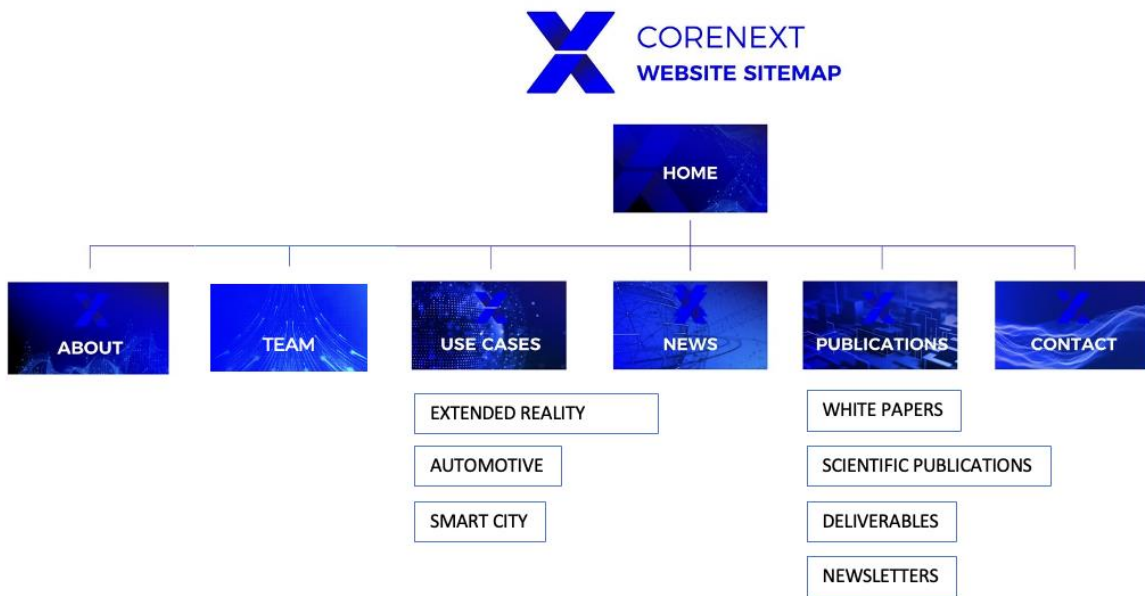 CORENEXT
WEBSITE SITEMAP
HOME
ABOUT
TEAM
USE CASES
NEWS
PUBLICATIONS
CONTACT
EXTENDED REALITY
AUTOMOTIVE
SMART CITY
WHITE PAPERS
SCIENTIFIC PUBLICATIONS
DELIVERABLES
NEWSLETTERS